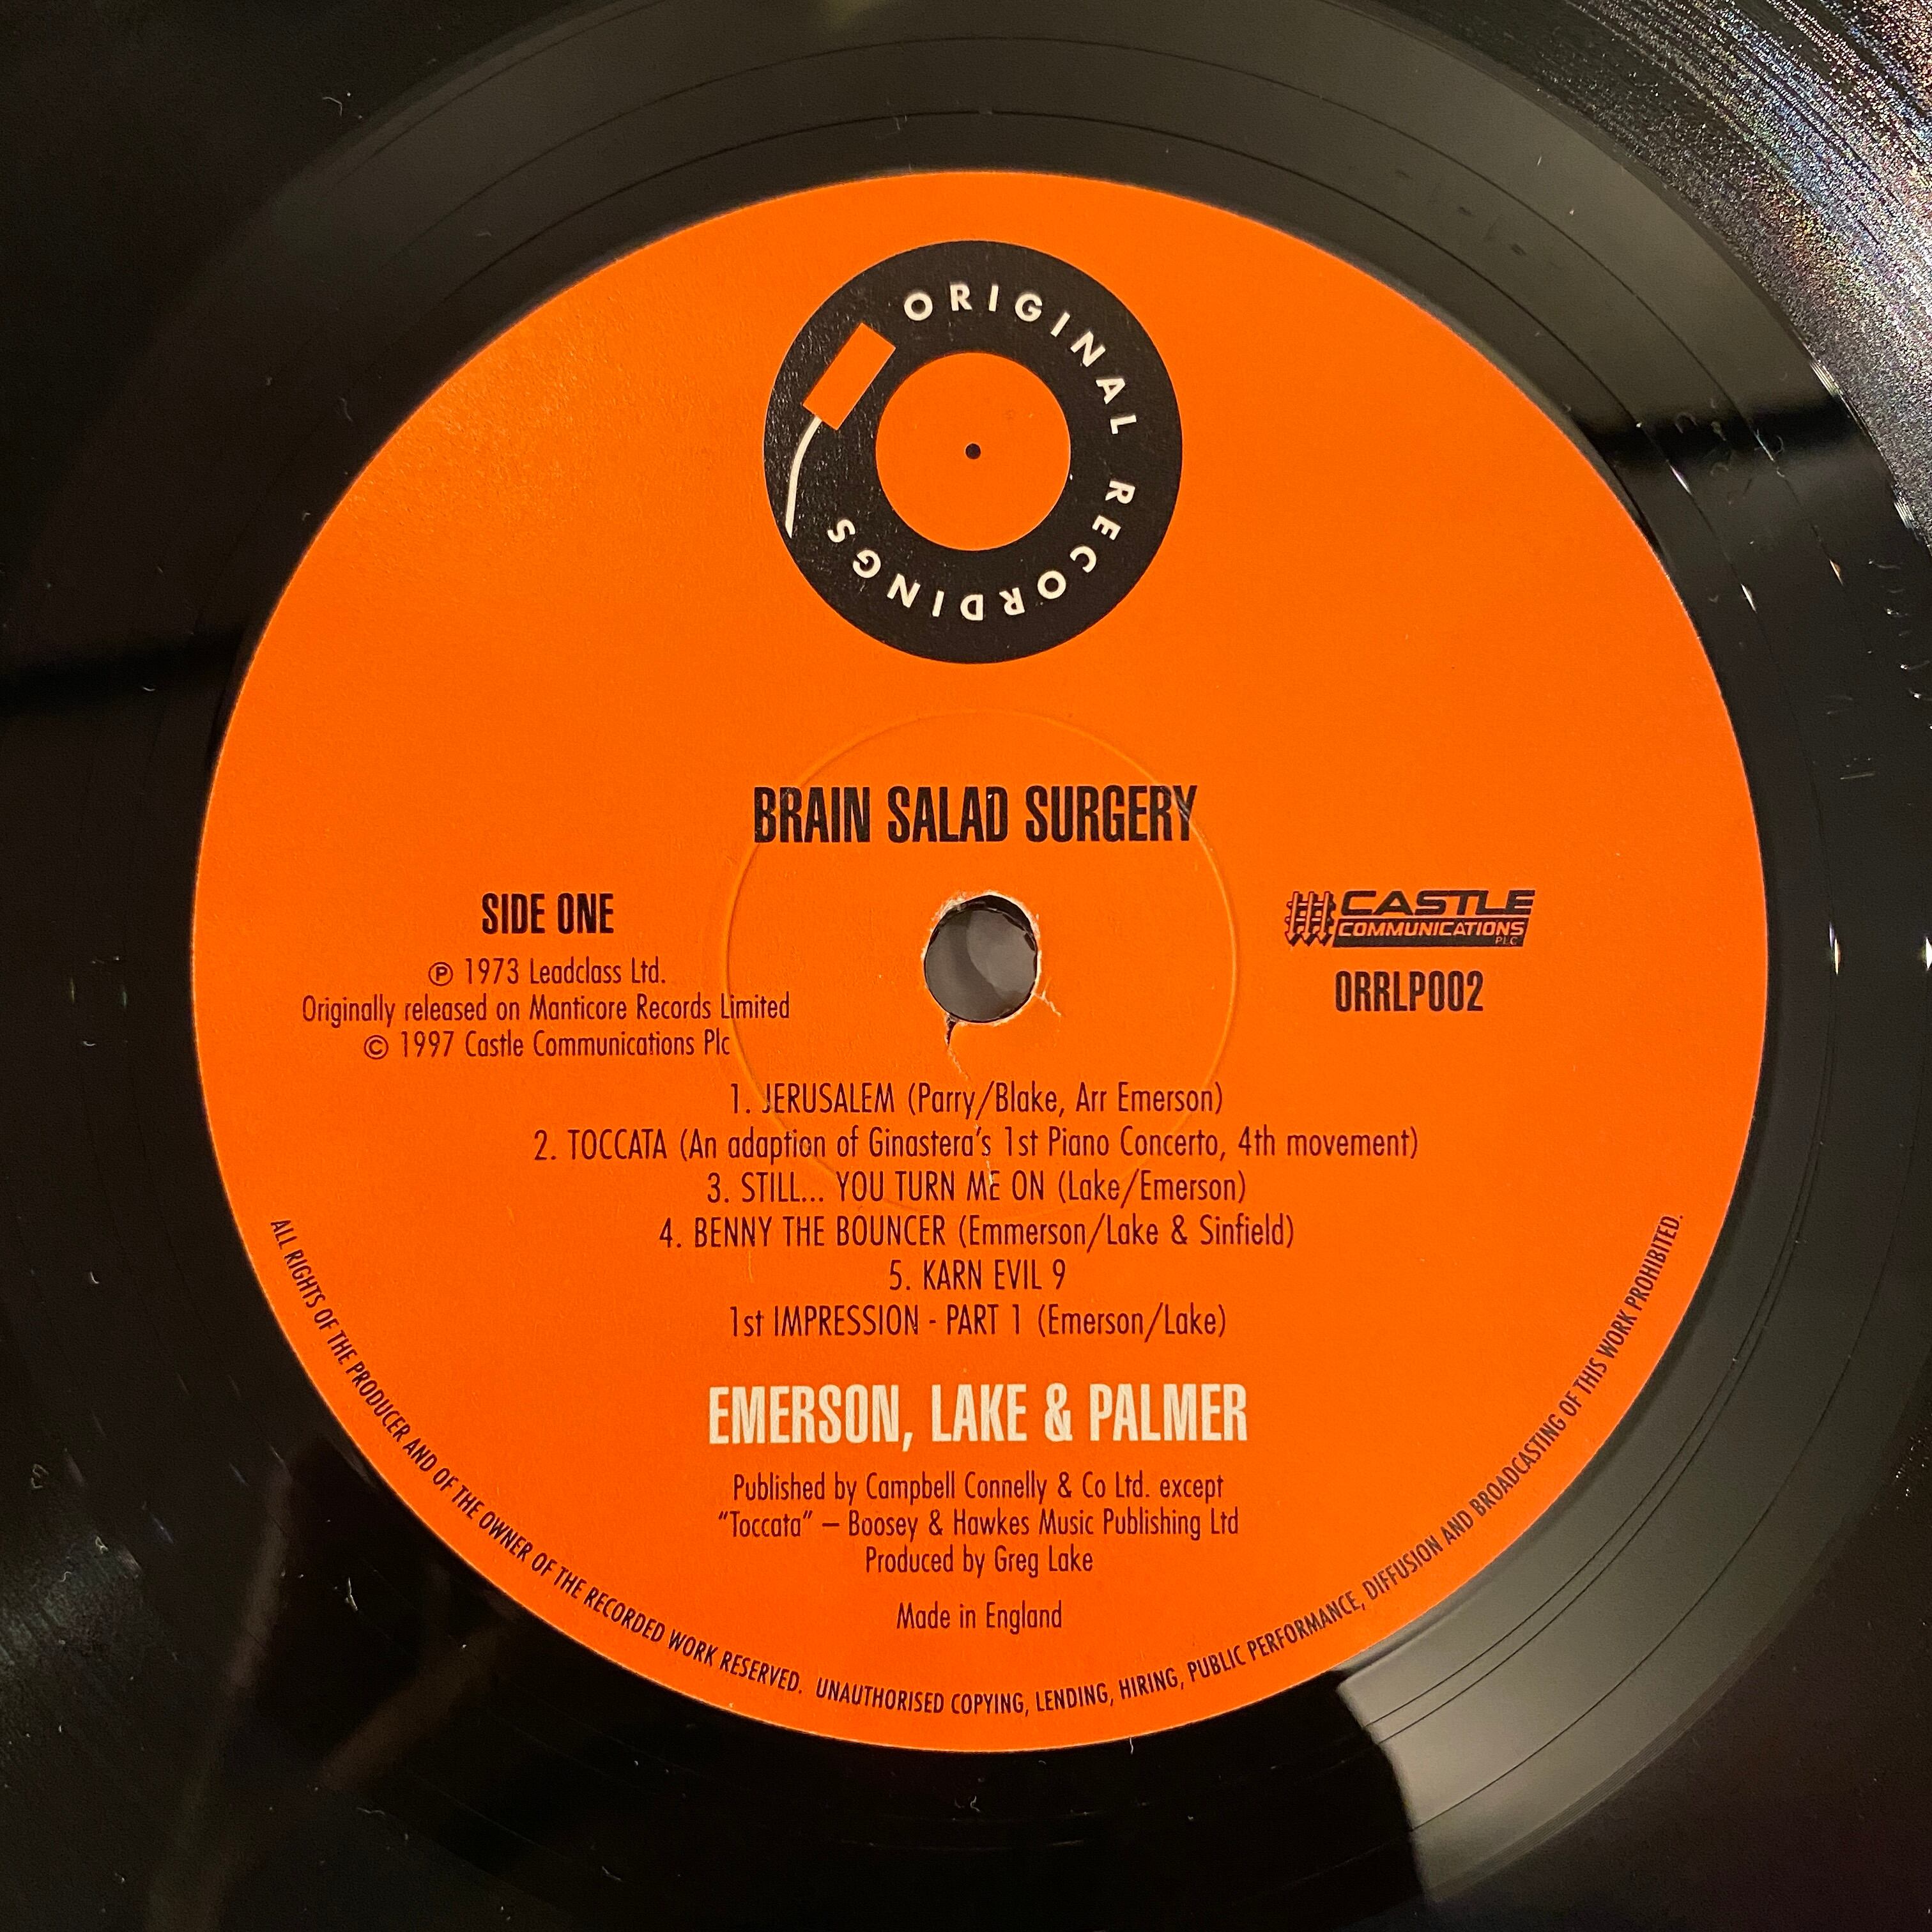 ORIGINAL RECORDINGS
BRAIN SALAD SURGERY
SIDE ONE
℗ 1973 Leadclass Ltd.
Originally released on Manticore Records Limited
© 1997 Castle Communications Plc
CASTLE
COMMUNICATIONS
PLC
ORRLP002
1. JERUSALEM (Parry/Blake, Arr Emerson)
2. TOCCATA (An adaption of Ginastera's 1st Piano Concerto, 4th movement)
3. STILL... YOU TURN ME ON (Lake/Emerson)
4. BENNY THE BOUNCER (Emmerson/Lake & Sinfield)
5. KARN EVIL 9
1st IMPRESSION - PART 1 (Emerson/Lake)
EMERSON, LAKE & PALMER
Published by Campbell Connelly & Co Ltd. except
“Toccata” – Boosey & Hawkes Music Publishing Ltd
Produced by Greg Lake
Made in England
ALL RIGHTS OF THE PRODUCER AND OF THE OWNER OF THE RECORDED WORK RESERVED. UNAUTHORISED COPYING, LENDING, HIRING, PUBLIC PERFORMANCE, DIFFUSION AND BROADCASTING OF THIS WORK PROHIBITED.